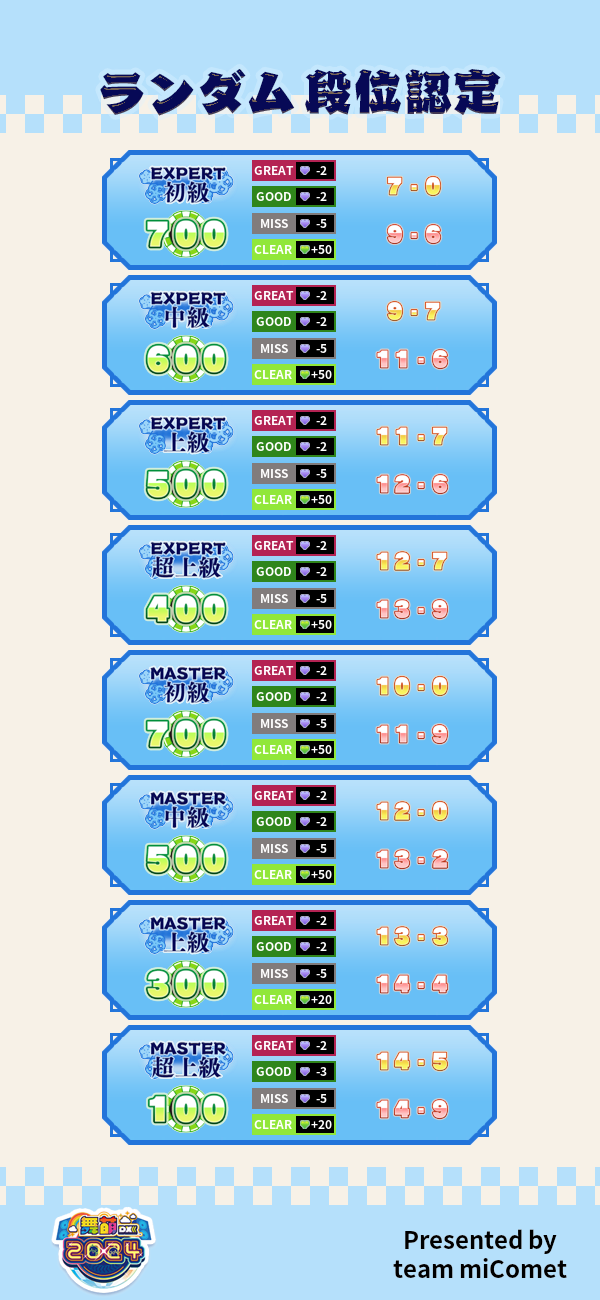 ランダム 段位認定
EXPERT
初級
700
GREAT -2
GOOD -2
MISS -5
CLEAR +50
7.0
9.6
EXPERT
中級
600
GREAT -2
GOOD -2
MISS -5
CLEAR +50
9.7
11.6
EXPERT
上級
500
GREAT -2
GOOD -2
MISS -5
CLEAR +50
11.7
12.6
EXPERT
超上級
400
GREAT -2
GOOD -2
MISS -5
CLEAR +50
12.7
13.9
MASTER
初級
700
GREAT -2
GOOD -2
MISS -5
CLEAR +50
10.0
11.9
MASTER
中級
500
GREAT -2
GOOD -2
MISS -5
CLEAR +50
12.0
13.2
MASTER
上級
300
GREAT -2
GOOD -2
MISS -5
CLEAR +20
13.3
14.4
MASTER
超上級
100
GREAT -2
GOOD -3
MISS -5
CLEAR +20
14.5
14.9
2024
Presented by
team miComet